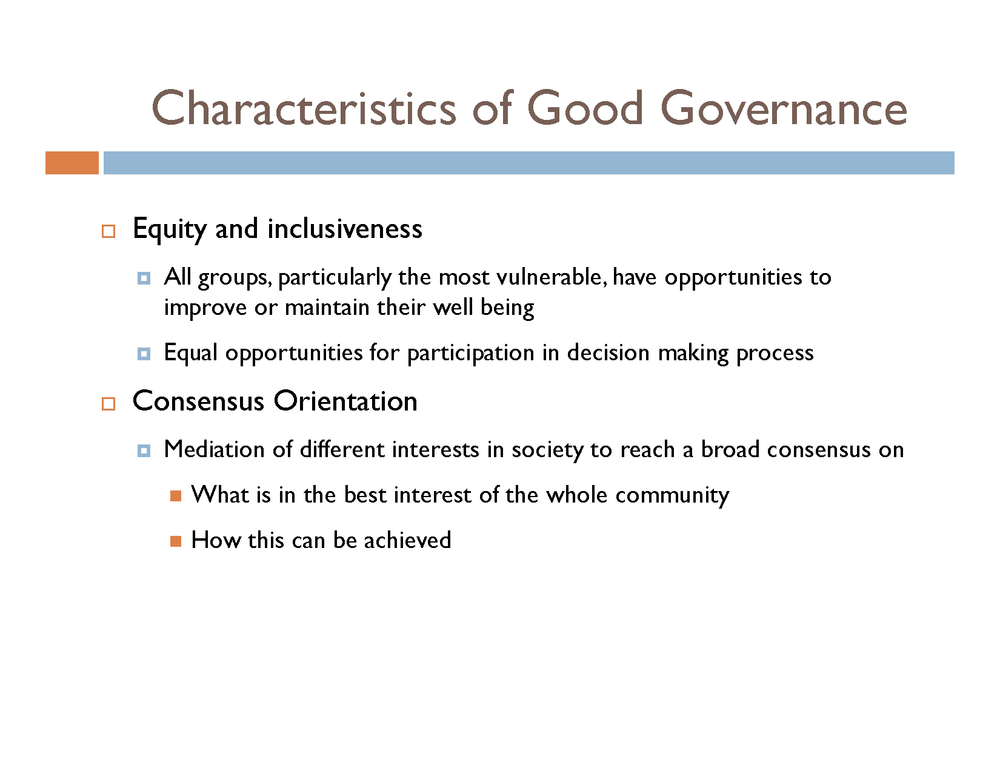 Characteristics of Good Governance
Equity and inclusiveness
All groups, particularly the most vulnerable, have opportunities to
improve or maintain their well being
Equal opportunities for participation in decision making process
Consensus Orientation
Mediation of different interests in society to reach a broad consensus on
What is in the best interest of the whole community
How this can be achieved